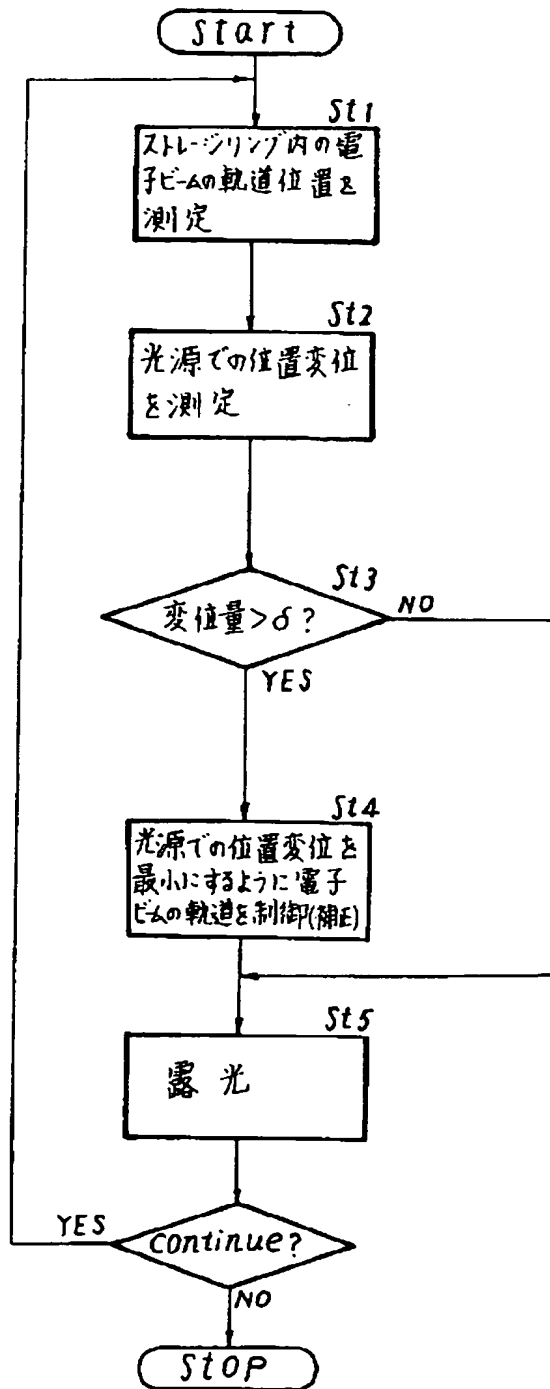 Start
St1
ストレージリング内の電
子ビームの軌道位置を
測定
St2
光源での位置変位
を測定
St3
変位量>δ?
NO
YES
St4
光源での位置変位を
最小にするように電子
ビームの軌道を制御(補正)
St5
露光
YES
Continue?
NO
StOP